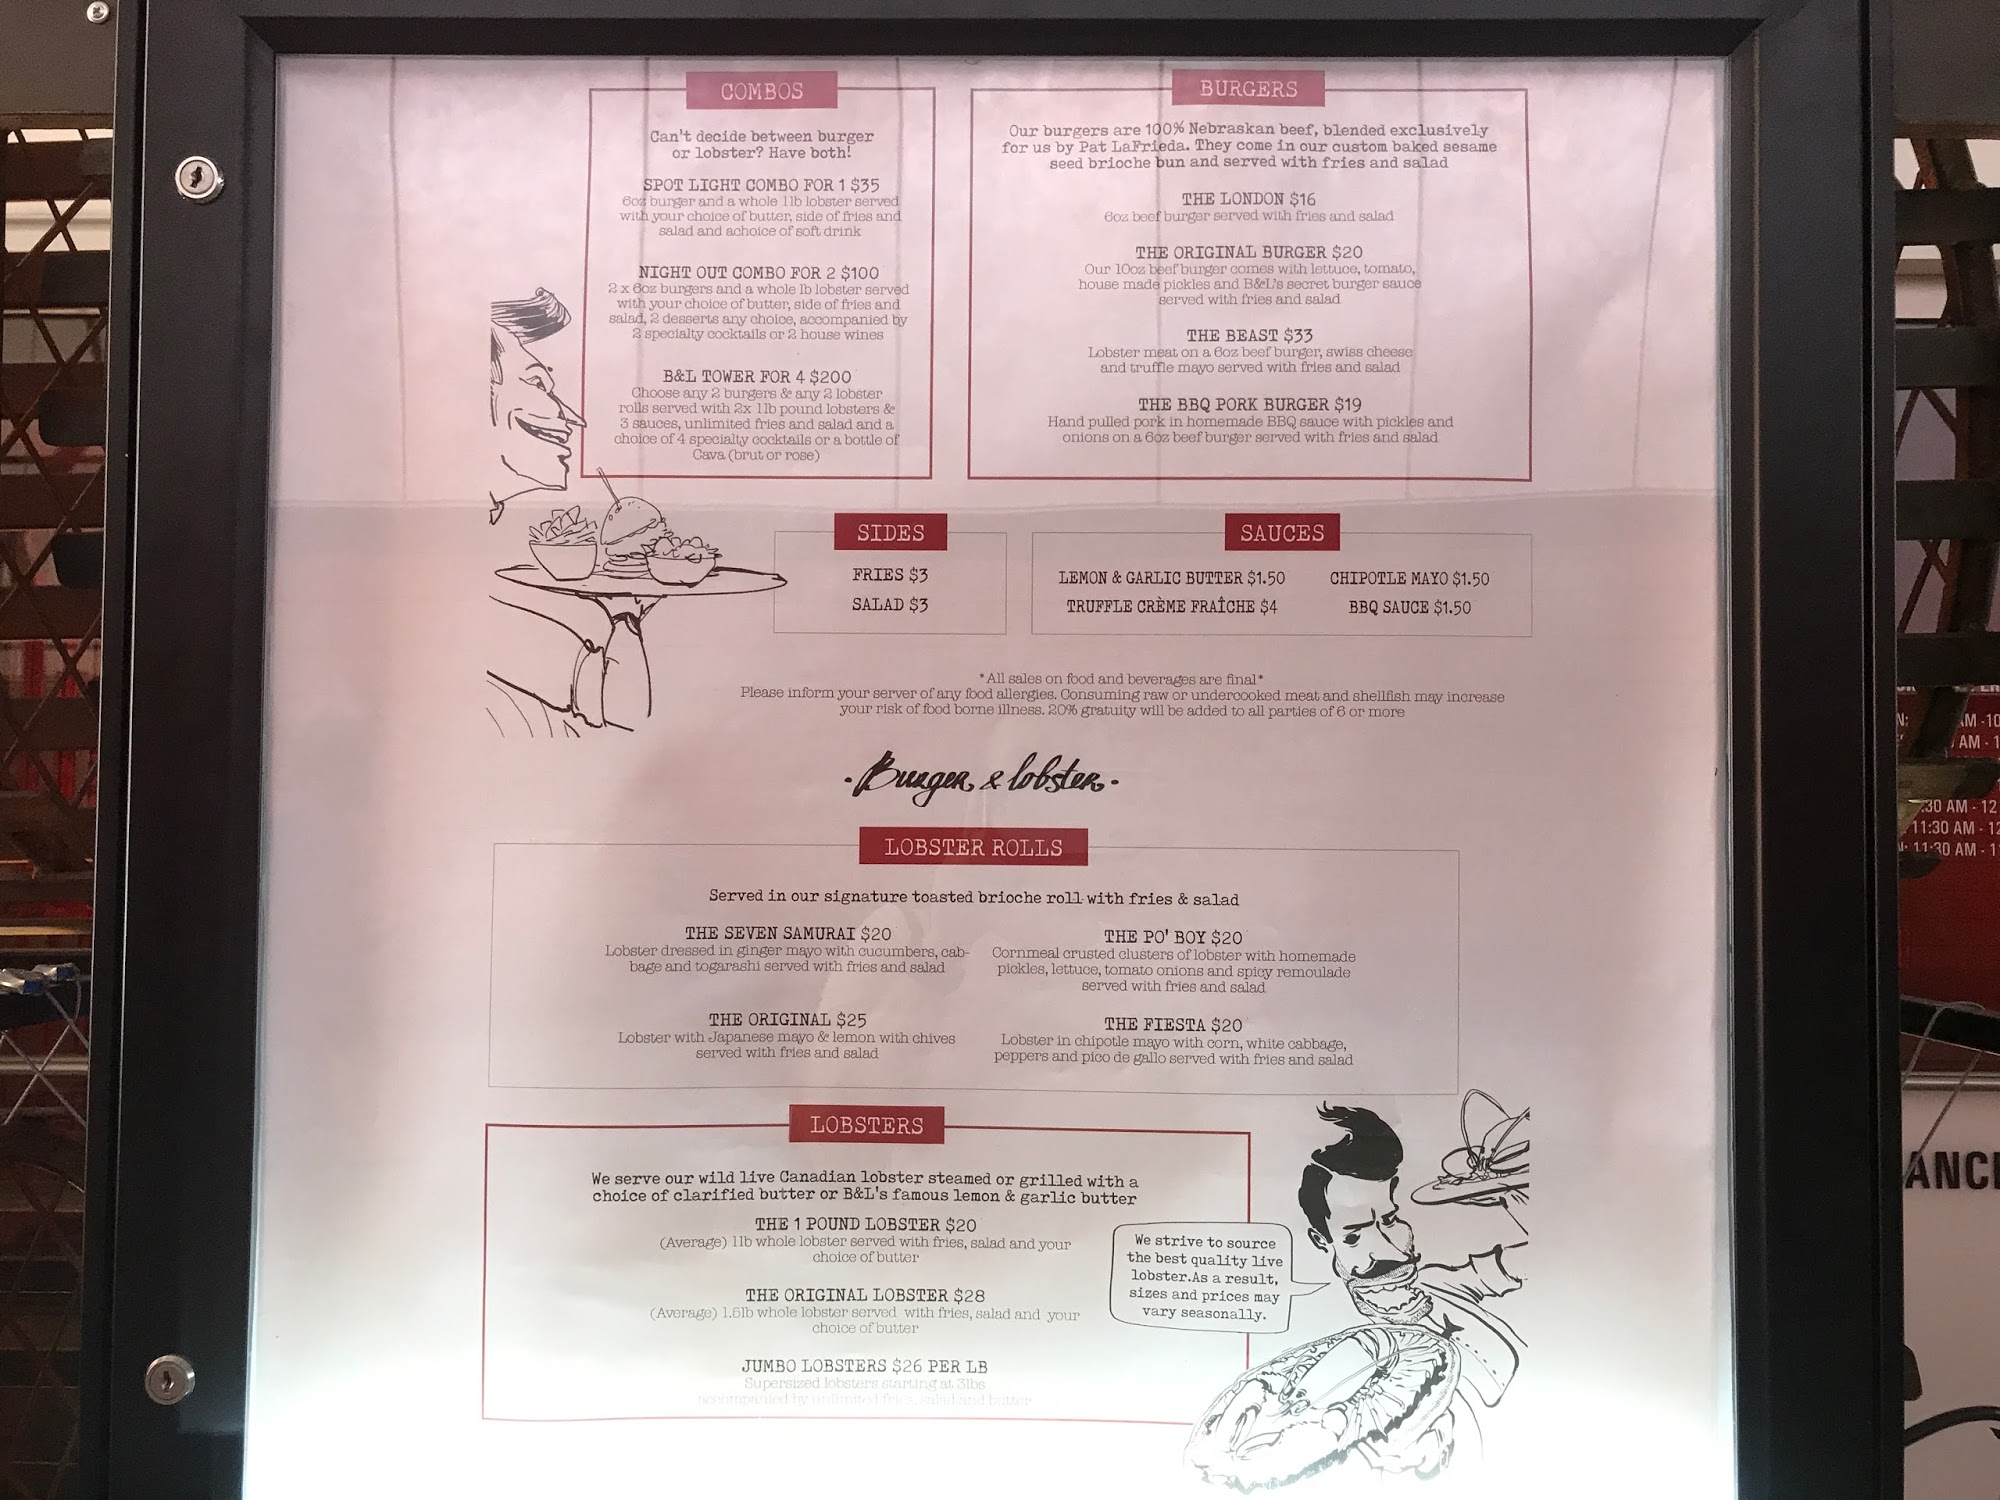 COMBOS
Can't decide between burger
or lobster? Have both!
SPOT LIGHT COMBO FOR 1 $35
6oz burger and a whole 1lb lobster served
with your choice of butter, side of fries and
salad and achoice of soft drink
NIGHT OUT COMBO FOR 2 $100
2 x 6oz burgers and a whole lb lobster served
with your choice of butter, side of fries and
salad, 2 desserts any choice, accompanied by
2 specialty cocktails or 2 house wines
B&L TOWER FOR 4 $200
Choose any 2 burgers & any 2 lobster
rolls served with 2x 1lb pound lobsters &
3 sauces, unlimited fries and salad and a
choice of 4 specialty cocktails or a bottle of
Cava (brut or rose)
BURGERS
Our burgers are 100% Nebraskan beef, blended exclusively
for us by Pat LaFrieda. They come in our custom baked sesame
seed brioche bun and served with fries and salad
THE LONDON $16
6oz beef burger served with fries and salad
THE ORIGINAL BURGER $20
Our 10oz beef burger comes with lettuce, tomato,
house made pickles and B&L's secret burger sauce
served with fries and salad
THE BEAST $33
Lobster meat on a 6oz beef burger, swiss cheese
and truffle mayo served with fries and salad
THE BBQ PORK BURGER $19
Hand pulled pork in homemade BBQ sauce with pickles and
onions on a 6oz beef burger served with fries and salad
SIDES
FRIES $3
SALAD $3
SAUCES
LEMON & GARLIC BUTTER $1.50 CHIPOTLE MAYO $1.50
TRUFFLE CRÈME FRAÎCHE $4 BBQ SAUCE $1.50
*All sales on food and beverages are final*
Please inform your server of any food allergies. Consuming raw or undercooked meat and shellfish may increase
your risk of food borne illness. 20% gratuity will be added to all parties of 6 or more
· Burger & lobster ·
LOBSTER ROLLS
Served in our signature toasted brioche roll with fries & salad
THE SEVEN SAMURAI $20
Lobster dressed in ginger mayo with cucumbers, cab-
bage and togarashi served with fries and salad
THE ORIGINAL $25
Lobster with Japanese mayo & lemon with chives
served with fries and salad
THE PO' BOY $20
Cornmeal crusted clusters of lobster with homemade
pickles, lettuce, tomato onions and spicy remoulade
served with fries and salad
THE FIESTA $20
Lobster in chipotle mayo with corn, white cabbage,
peppers and pico de gallo served with fries and salad
LOBSTERS
We serve our wild live Canadian lobster steamed or grilled with a
choice of clarified butter or B&L's famous lemon & garlic butter
THE 1 POUND LOBSTER $20
(Average) 1lb whole lobster served with fries, salad and your
choice of butter
THE ORIGINAL LOBSTER $28
(Average) 1.5lb whole lobster served with fries, salad and your
choice of butter
JUMBO LOBSTERS $26 PER LB
Supersized lobsters starting at 3lbs
accompanied by unlimited fries, salad and butter
We strive to source
the best quality live
lobster.As a result,
sizes and prices may
vary seasonally.
AM -10
AM - 1
:30 AM - 12
11:30 AM - 12
11:30 AM - 1
ANC